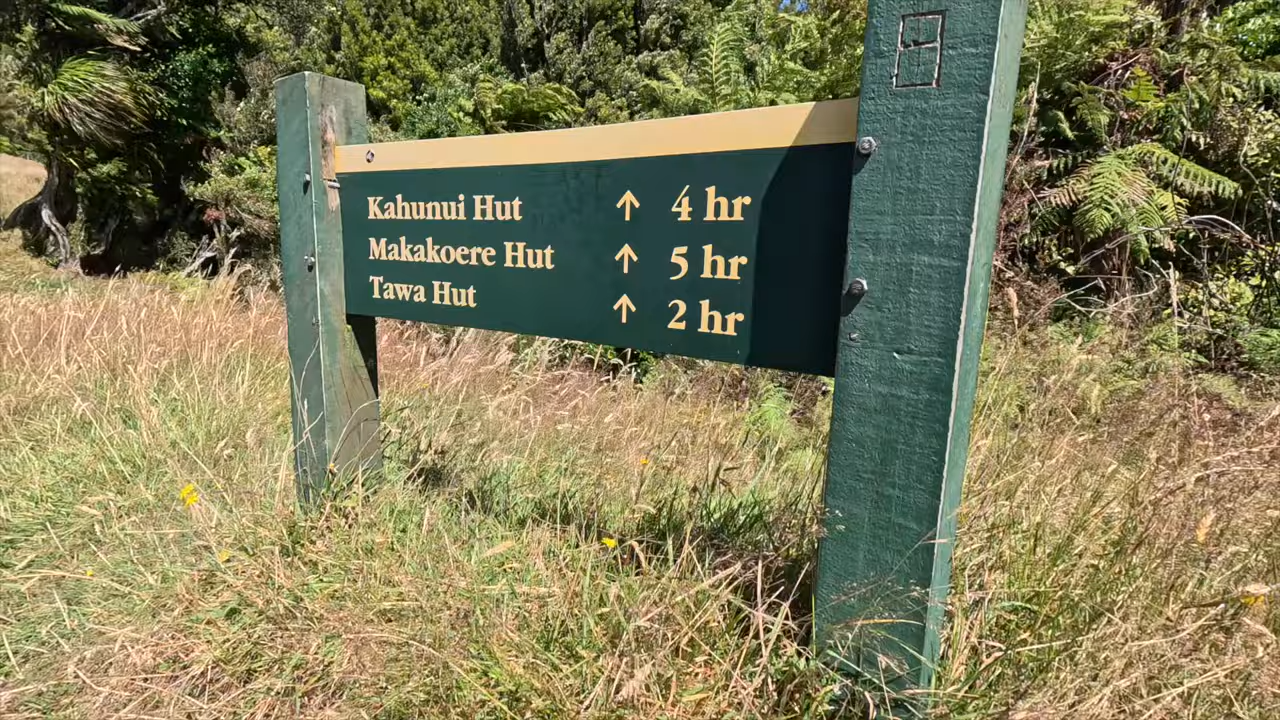 Kahunui Hut ↑ 4 hr
Makakoere Hut ↑ 5 hr
Tawa Hut ↑ 2 hr